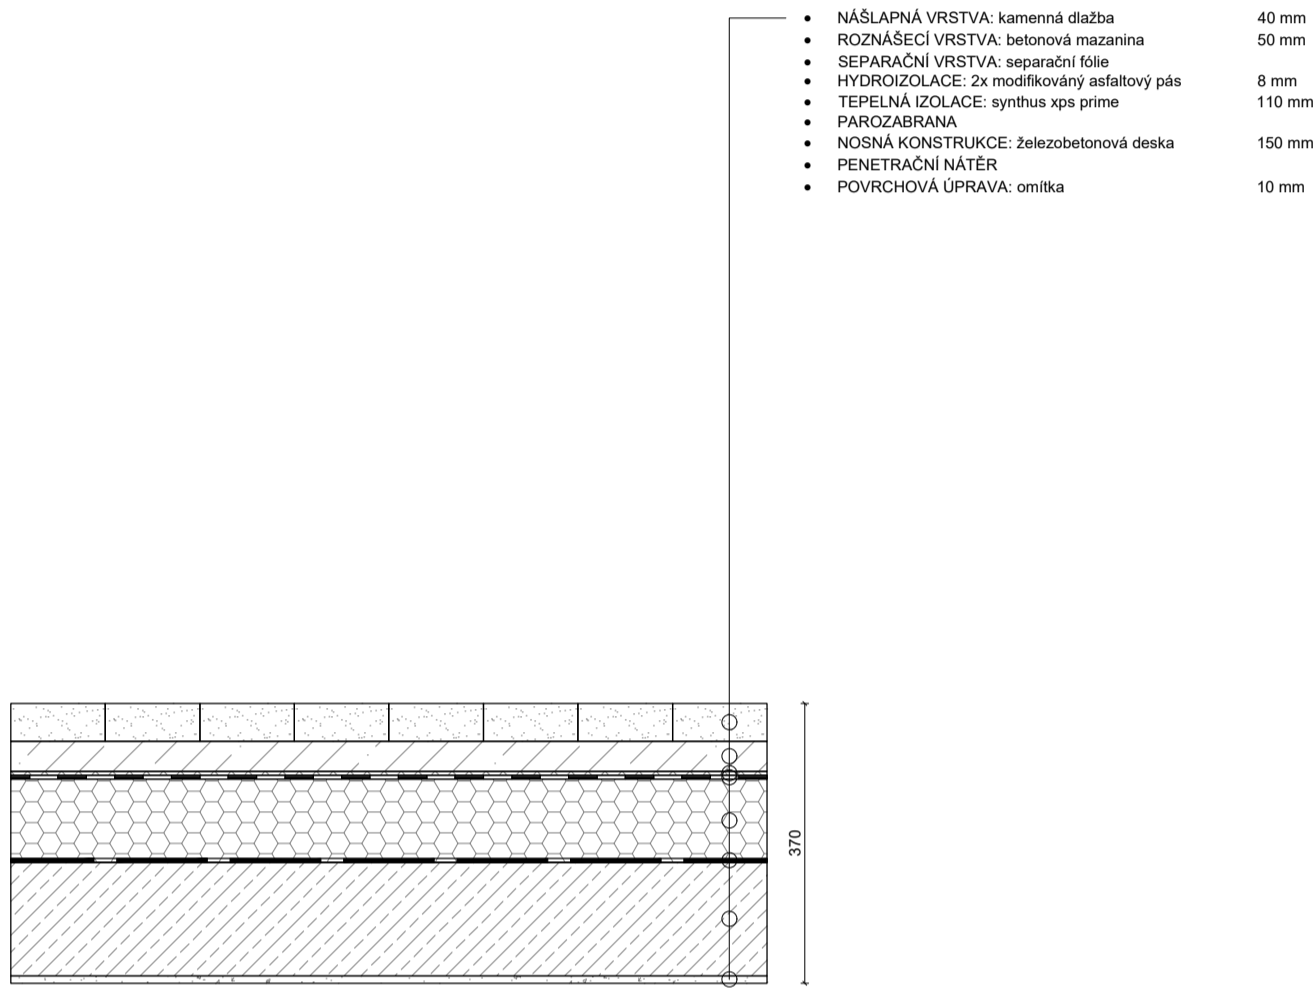 • NÁŠLAPNÁ VRSTVA: kamenná dlažba 40 mm
• ROZNÁŠECÍ VRSTVA: betonová mazanina 50 mm
• SEPARAČNÍ VRSTVA: separační fólie
• HYDROIZOLACE: 2x modifikováný asfaltový pás 8 mm
• TEPELNÁ IZOLACE: synthus xps prime 110 mm
• PAROZABRANA
• NOSNÁ KONSTRUKCE: železobetonová deska 150 mm
• PENETRAČNÍ NÁTĚR
• POVRCHOVÁ ÚPRAVA: omítka 10 mm
370